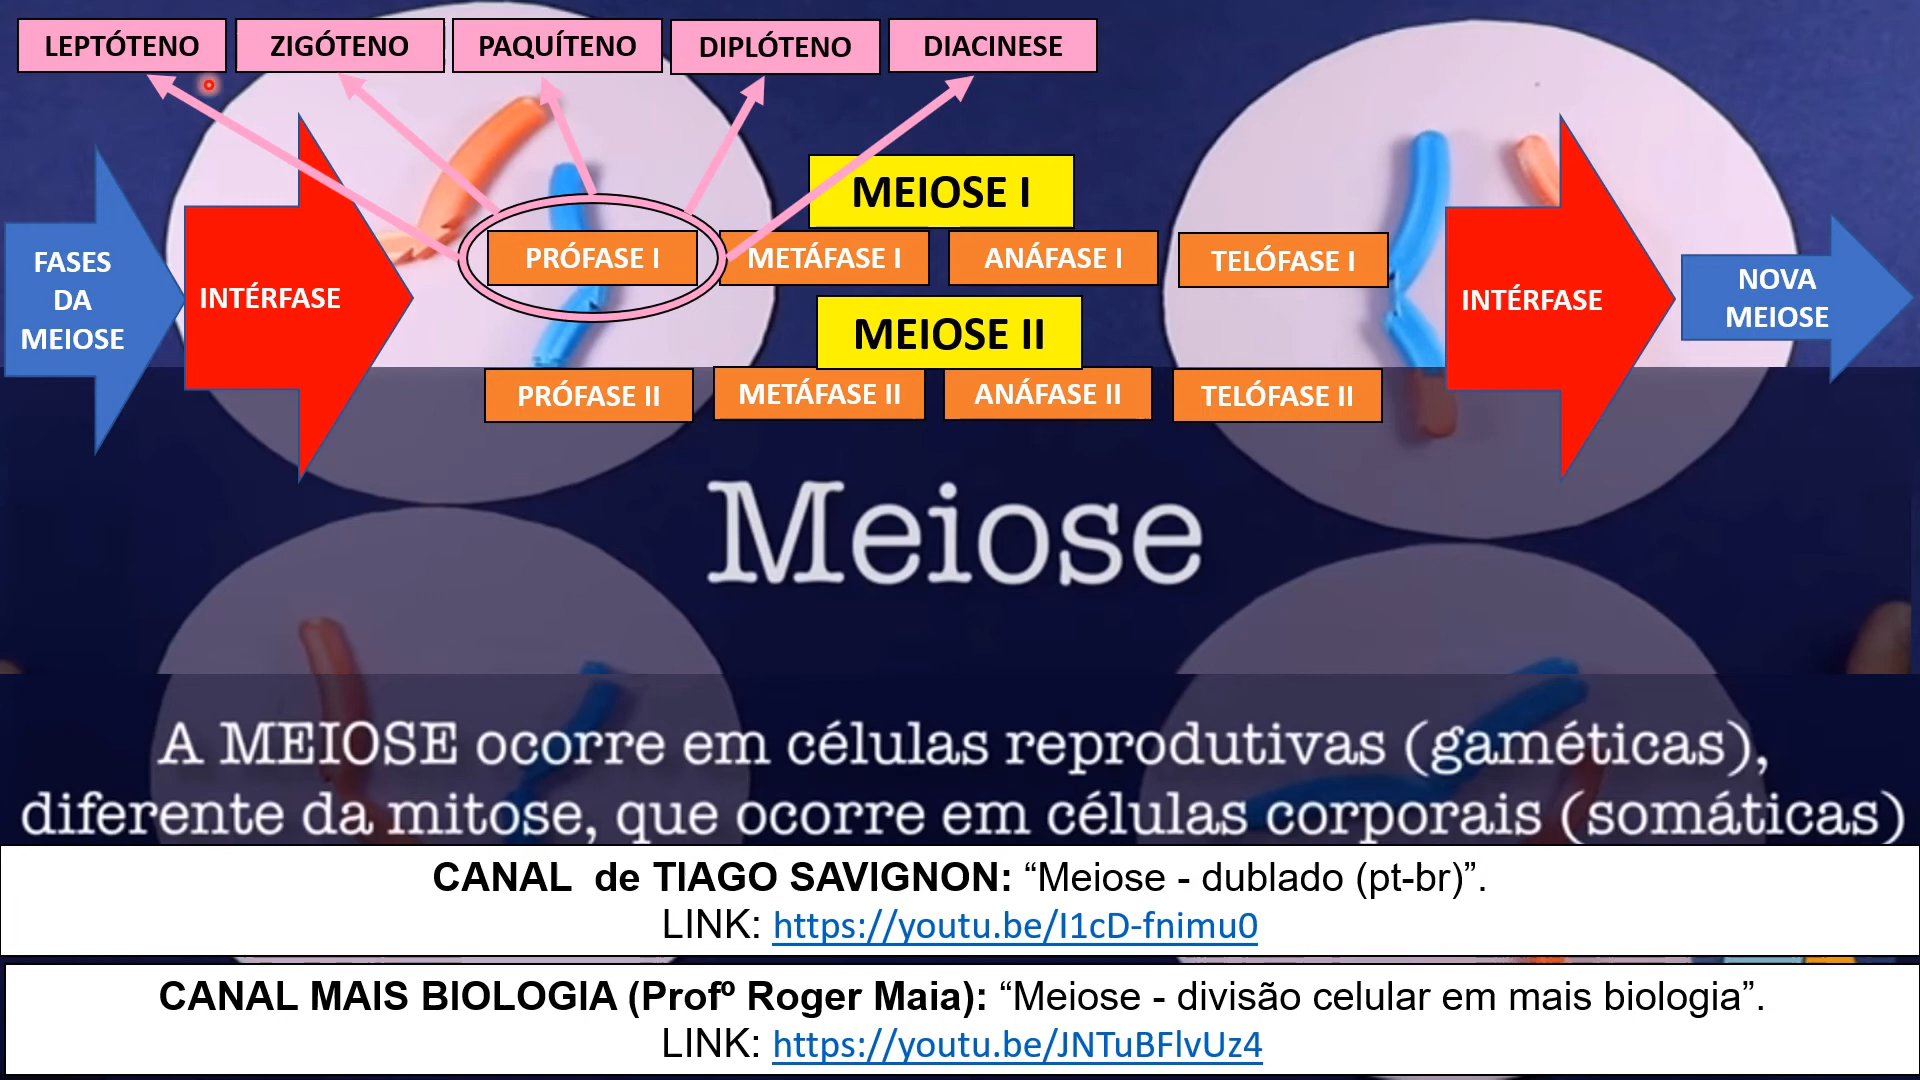 LEPTÓTENO
ZIGÓTENO
PAQUÍTENO
DIPLÓTENO
DIACINESE
MEIOSE I
FASES
DA
MEIOSE
INTÉRFASE
PRÓFASE I
METÁFASE I
ANÁFASE I
TELÓFASE I
INTÉRFASE
NOVA
MEIOSE
MEIOSE II
PRÓFASE II
METÁFASE II
ANÁFASE II
TELÓFASE II
Meiose
A MEIOSE ocorre em células reprodutivas (gaméticas),
diferente da mitose, que ocorre em células corporais (somáticas)
CANAL de TIAGO SAVIGNON: “Meiose - dublado (pt-br)”.
LINK: https://youtu.be/I1cD-fnimu0
CANAL MAIS BIOLOGIA (Profº Roger Maia): “Meiose - divisão celular em mais biologia”.
LINK: https://youtu.be/JNTuBFlvUz4